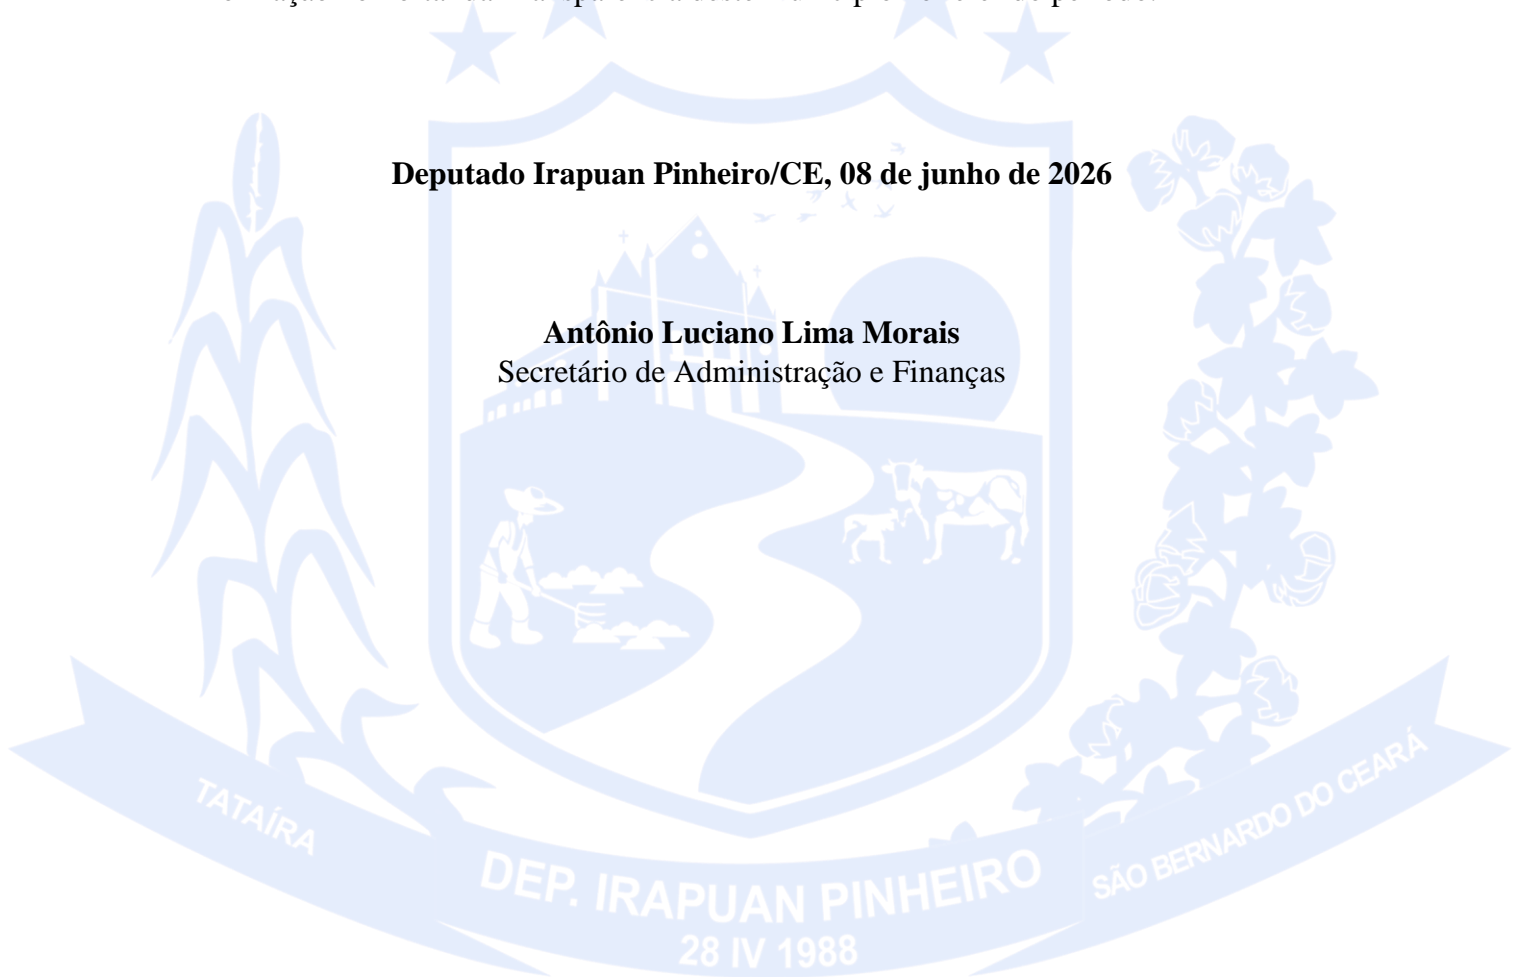 Deputado Irapuan Pinheiro/CE, 08 de junho de 2026
Antônio Luciano Lima Morais
Secretário de Administração e Finanças
TATAÍRA
DEP. IRAPUAN PINHEIRO
SÃO BERNARDO DO CEARÁ
28 IV 1988